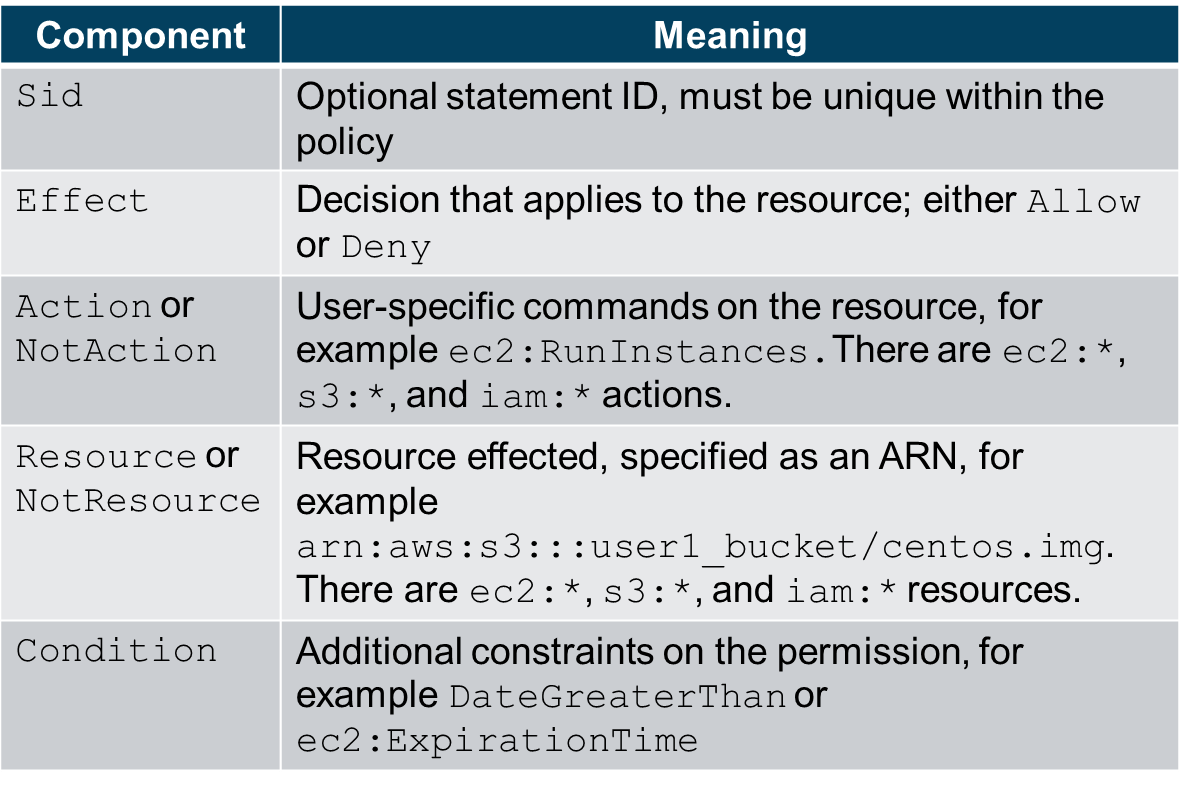 Component Meaning
Sid Optional statement ID, must be unique within the
policy
Effect Decision that applies to the resource; either Allow
or Deny
Action or User-specific commands on the resource, for
NotAction example ec2:RunInstances. There are ec2:*,
s3:*, and iam:* actions.
Resource or Resource effected, specified as an ARN, for
NotResource example
arn:aws:s3:::user1_bucket/centos.img.
There are ec2:*, s3:*, and iam:* resources.
Condition Additional constraints on the permission, for
example DateGreaterThan or
ec2:ExpirationTime